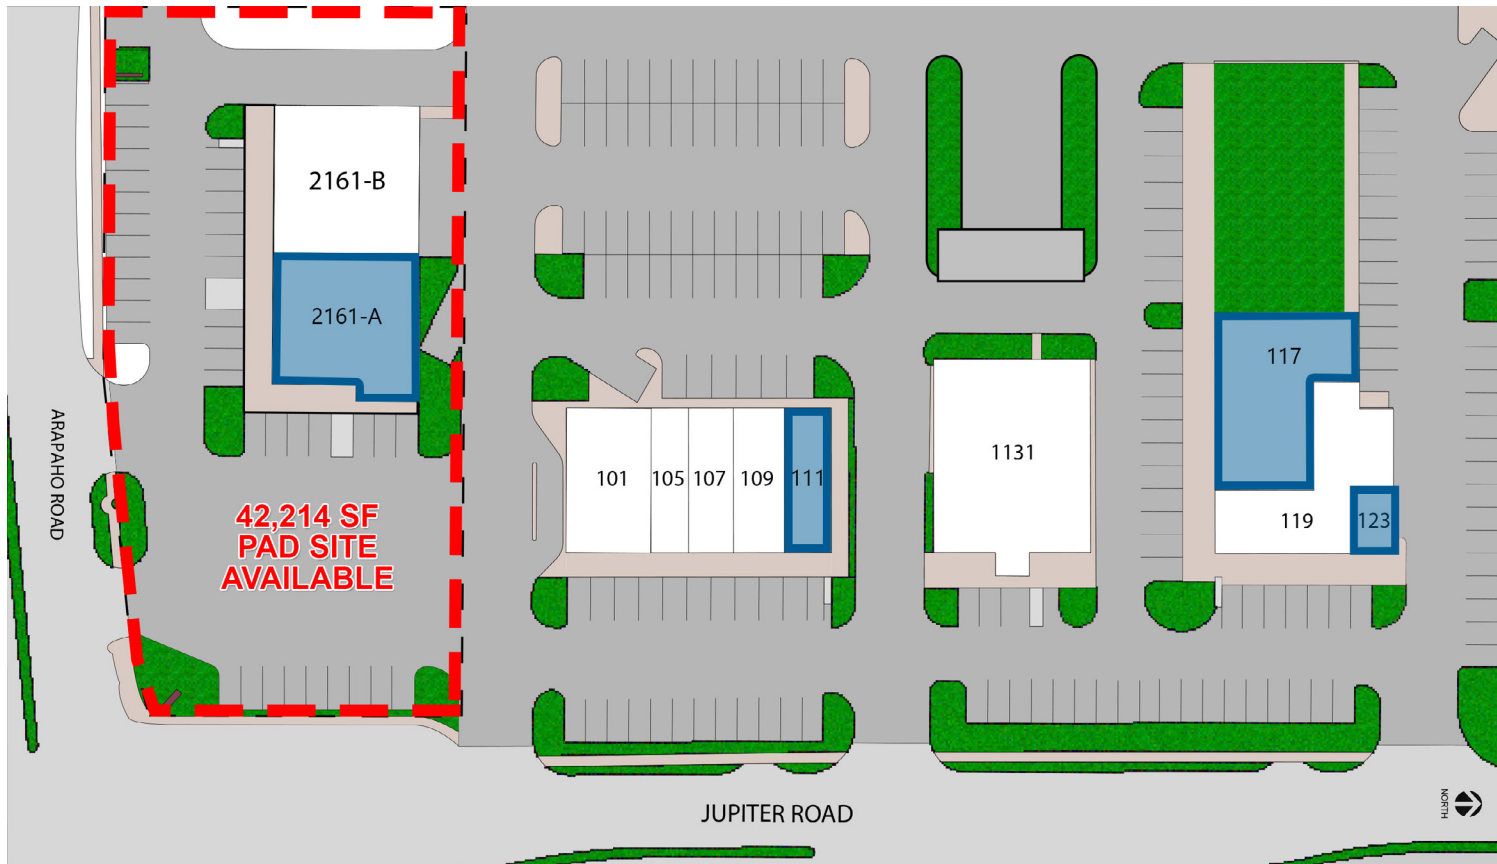 2161-B
2161-A
117
ARAPAHO ROAD
1131
101
105
107
109
111
42,214 SF
PAD SITE
AVAILABLE
119
123
JUPITER ROAD
NORTH